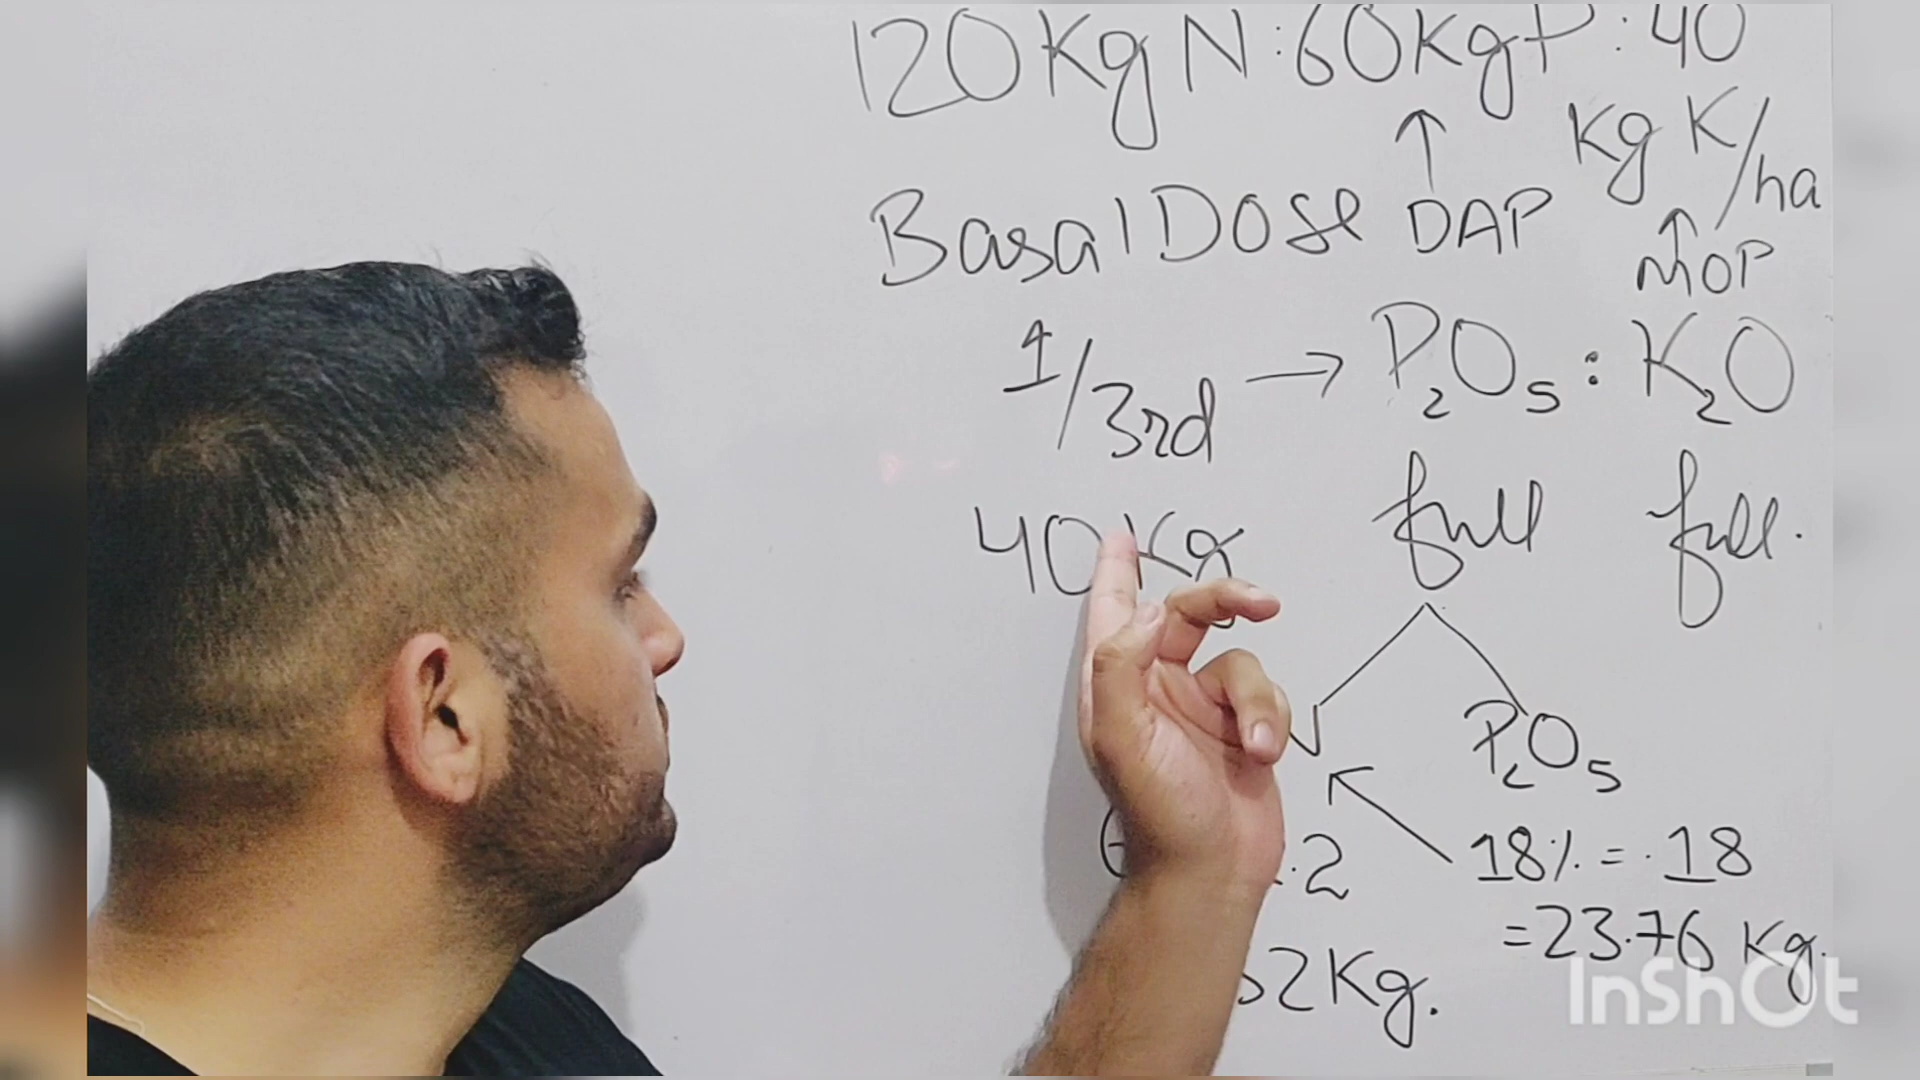 120 Kg N : 60 Kg P : 40
Kg K/ha
Basal Dose DAP
MOP
1/3rd → P2O5 : K2O
40 Kg full full.
P2O5
.2 18% = .18
= 23.76 Kg.
2 Kg.
InShOt